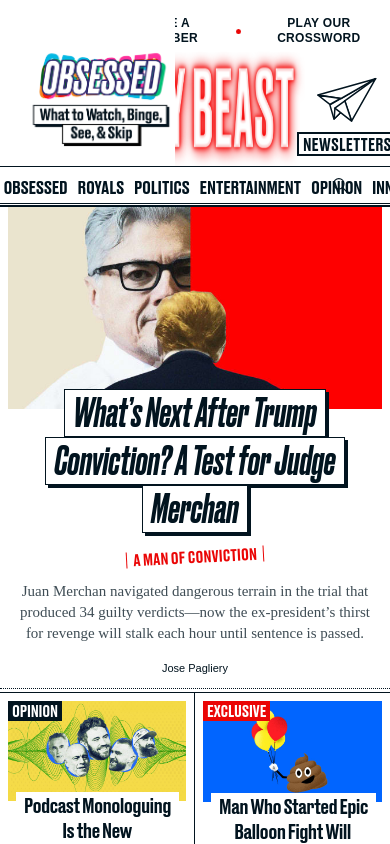 E A
BER
PLAY OUR
CROSSWORD
OBSESSED
What to Watch, Binge,
See, & Skip
Y BEAST
NEWSLETTERS
OBSESSED ROYALS POLITICS ENTERTAINMENT OPINION INN
What's Next After Trump
Conviction? A Test for Judge
Merchan
A MAN OF CONVICTION
Juan Merchan navigated dangerous terrain in the trial that
produced 34 guilty verdicts—now the ex-president's thirst
for revenge will stalk each hour until sentence is passed.
Jose Pagliery
OPINION
Podcast Monologuing
Is the New
EXCLUSIVE
Man Who Started Epic
Balloon Fight Will